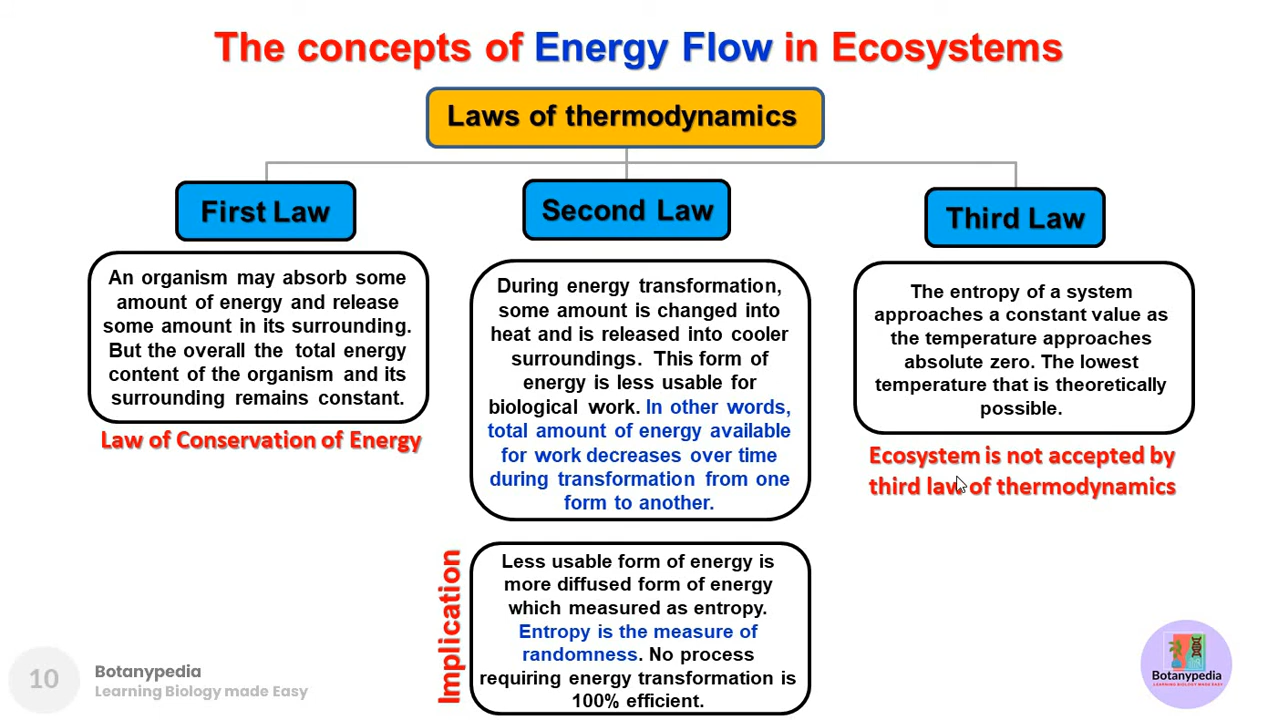 The concepts of Energy Flow in Ecosystems
Laws of thermodynamics
First Law
An organism may absorb some
amount of energy and release
some amount in its surrounding.
But the overall the total energy
content of the organism and its
surrounding remains constant.
Law of Conservation of Energy
Second Law
During energy transformation,
some amount is changed into
heat and is released into cooler
surroundings. This form of
energy is less usable for
biological work. In other words,
total amount of energy available
for work decreases over time
during transformation from one
form to another.
Implication
Less usable form of energy is
more diffused form of energy
which measured as entropy.
Entropy is the measure of
randomness. No process
requiring energy transformation is
100% efficient.
Third Law
The entropy of a system
approaches a constant value as
the temperature approaches
absolute zero. The lowest
temperature that is theoretically
possible.
Ecosystem is not accepted by
third law of thermodynamics
10
Botanypedia
Learning Biology made Easy
Botanypedia
LEARNING BIOLOGY MADE EASY